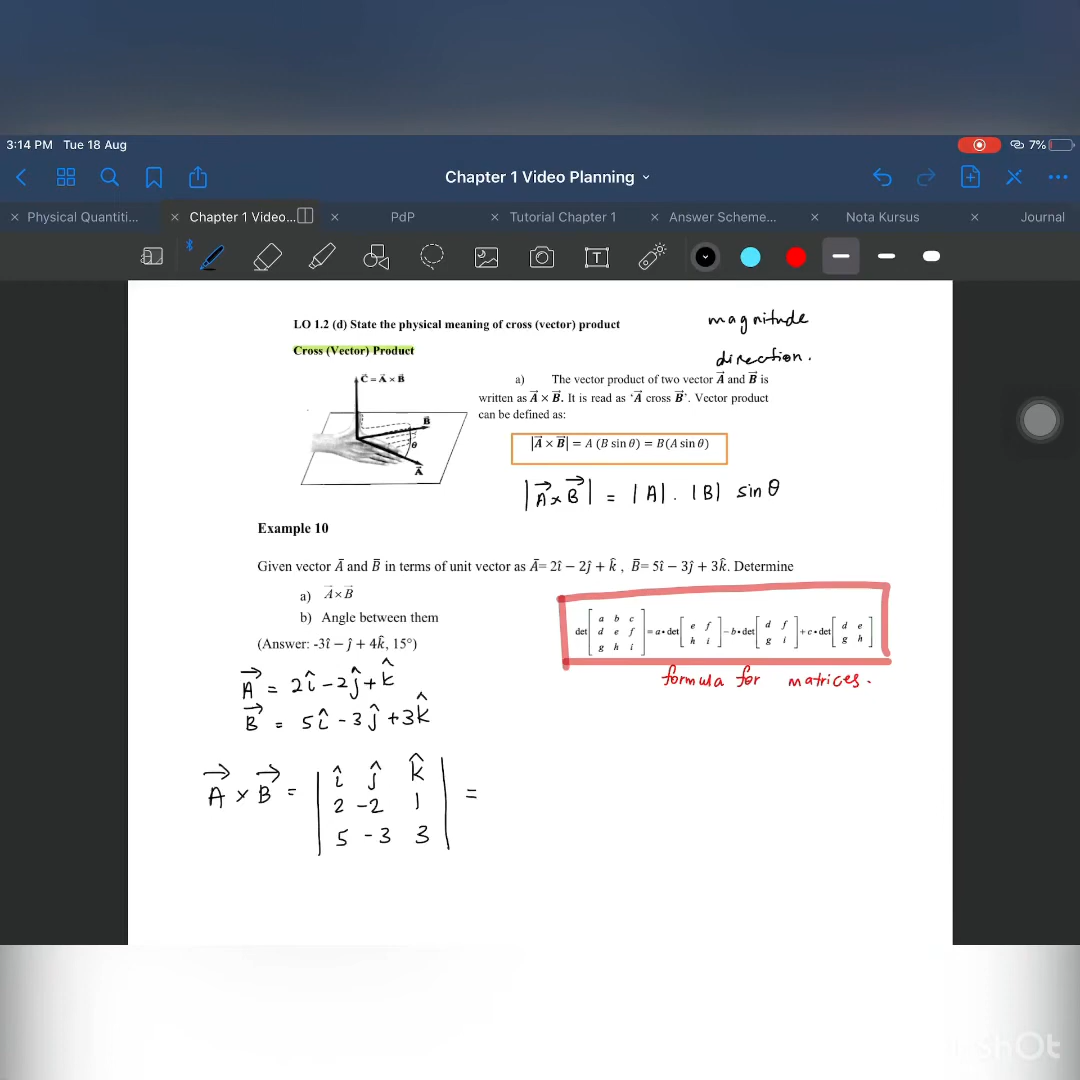 3:14 PM Tue 18 Aug 7%
Chapter 1 Video Planning
Physical Quantiti... Chapter 1 Video... PdP Tutorial Chapter 1 Answer Scheme... Nota Kursus Journal
LO 1.2 (d) State the physical meaning of cross (vector) product
magnitude
Cross (Vector) Product
direction.
C⃗ = A⃗ × B⃗
B⃗
θ
A⃗
a) The vector product of two vector A⃗ and B⃗ is
written as A⃗ × B⃗. It is read as ‘A⃗ cross B⃗’. Vector product
can be defined as:
|A⃗ × B⃗| = A (B sin θ) = B(A sin θ)
|A⃗ × B⃗| = |A| . |B| sin θ
Example 10
Given vector Ā and B̄ in terms of unit vector as Ā= 2î − 2ĵ + k̂ , B̄= 5î − 3ĵ + 3k̂. Determine
a) A⃗×B⃗
b) Angle between them
(Answer: -3î − ĵ + 4k̂, 15°)
det[a b c
d e f
g h i] = a•det[e f
h i] − b•det[d f
g i] + c•det[d e
g h]
formula for matrices.
A⃗ = 2î − 2ĵ + k̂
B⃗ = 5î − 3ĵ + 3k̂
A⃗ × B⃗ = | î ĵ k̂ | =
2 −2 1
5 −3 3